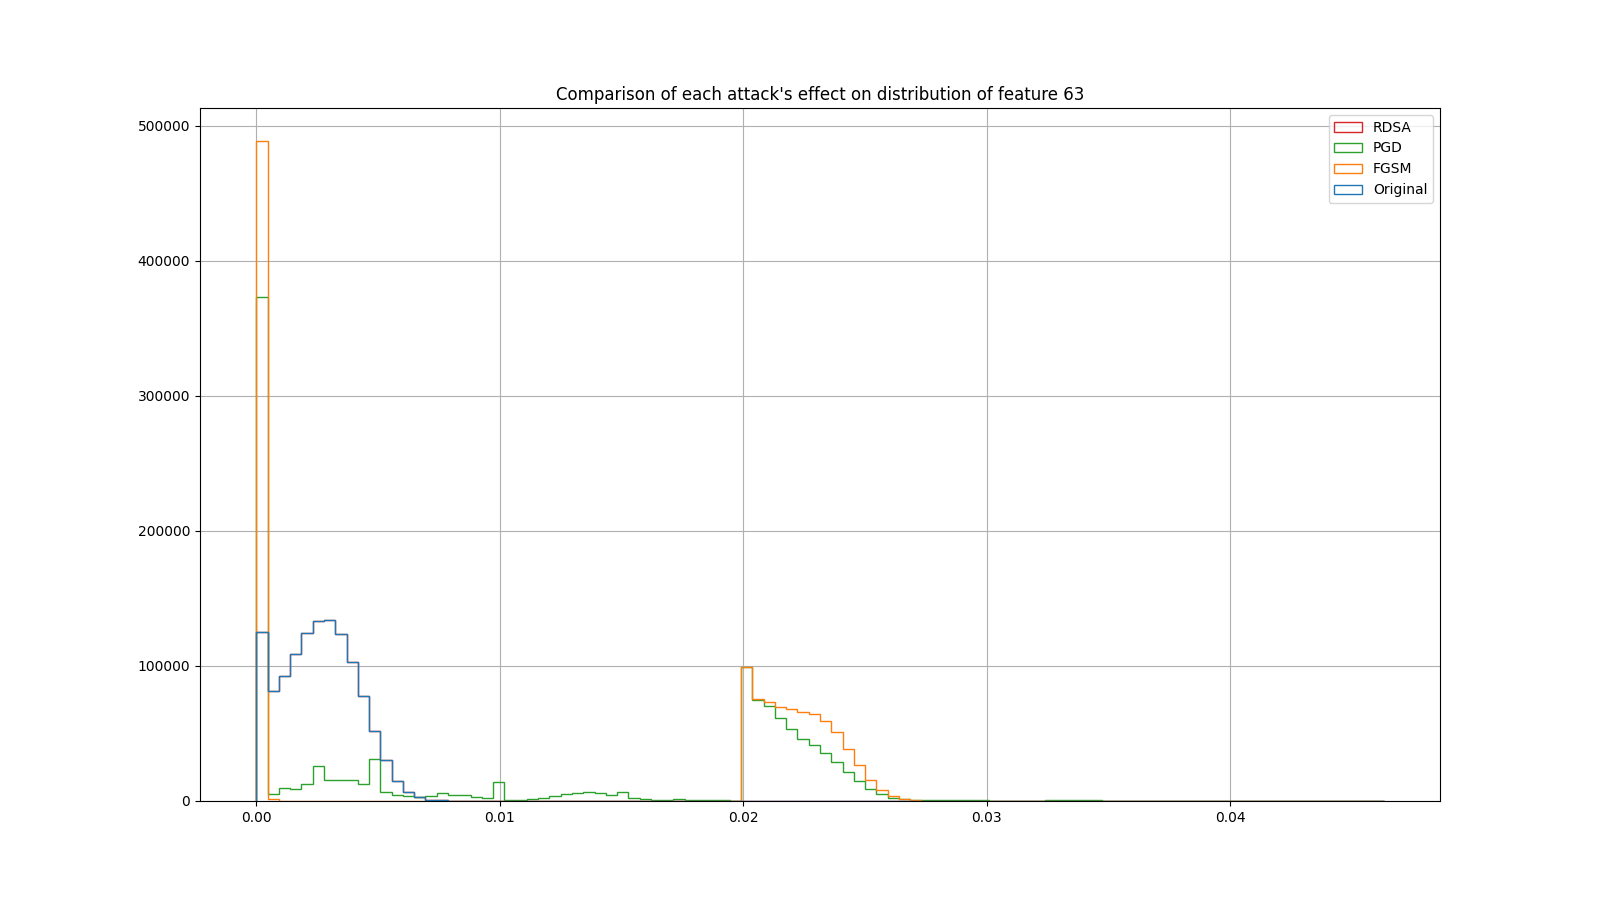 Comparison of each attack's effect on distribution of feature 63
500000
400000
300000
200000
100000
0
0.00 0.01 0.02 0.03 0.04
RDSA
PGD
FGSM
Original